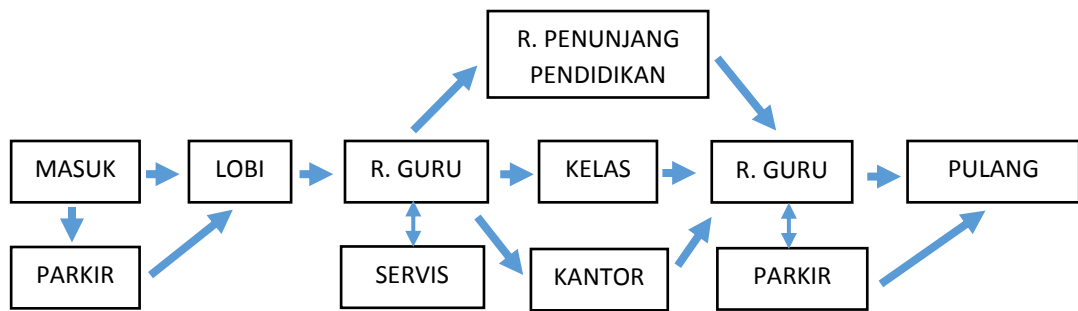 R. PENUNJANG
PENDIDIKAN
MASUK
LOBI
R. GURU
KELAS
R. GURU
PULANG
PARKIR
SERVIS
KANTOR
PARKIR